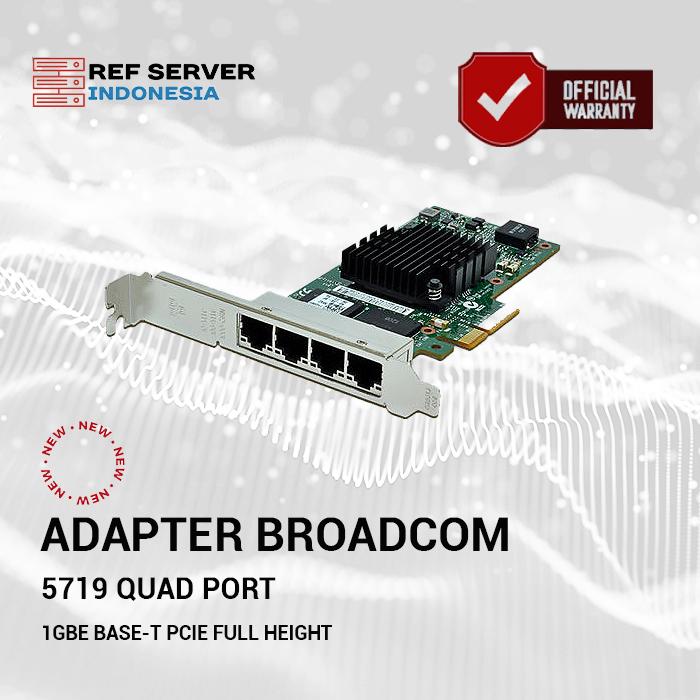 REF SERVER
INDONESIA
OFFICIAL
WARRANTY
NEW • NEW • NEW • NEW • NEW •
ADAPTER BROADCOM
5719 QUAD PORT
1GBE BASE-T PCIE FULL HEIGHT